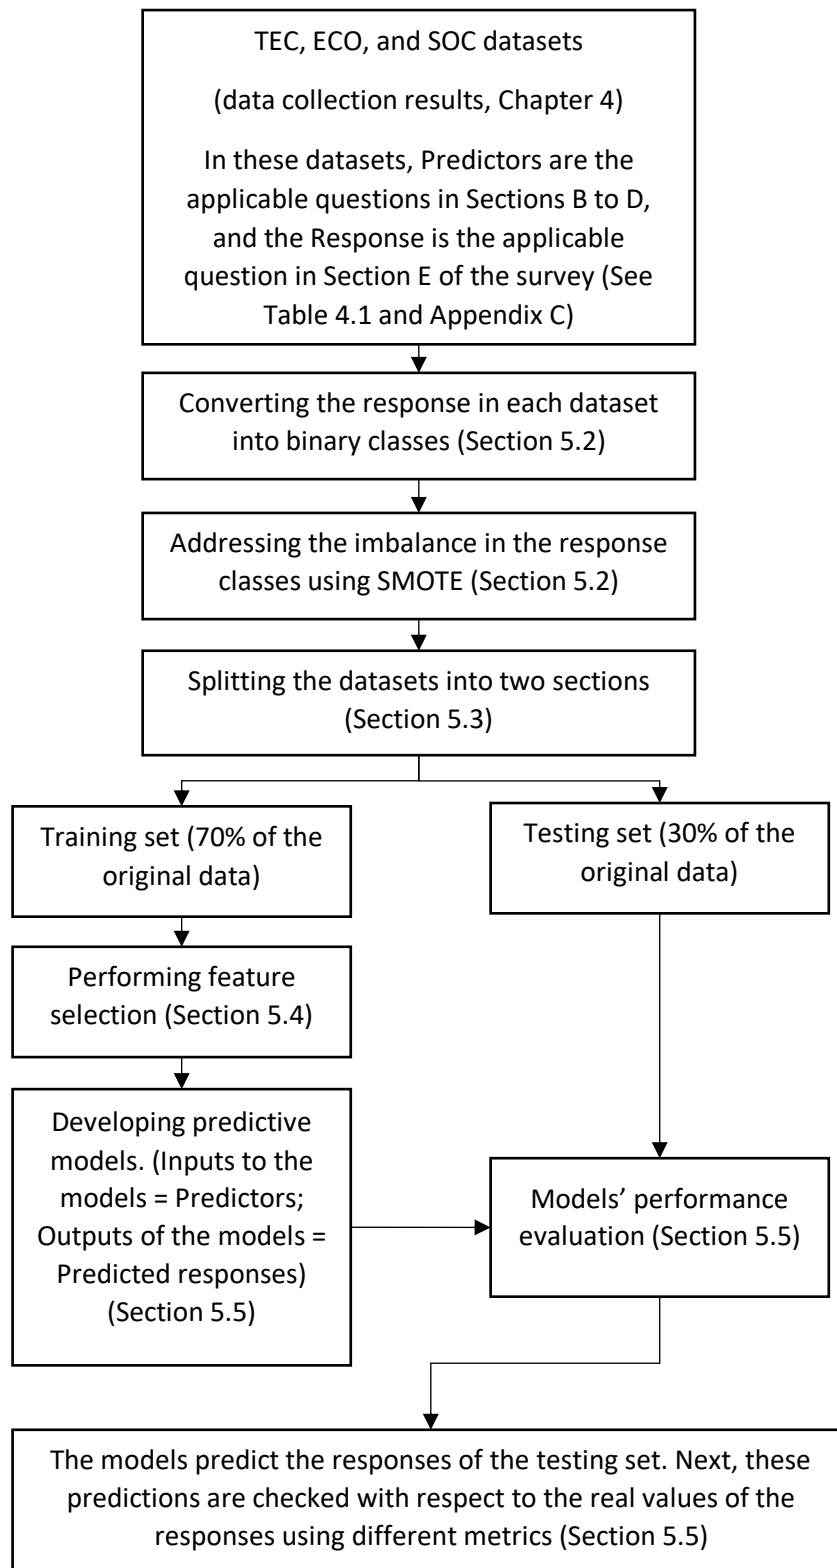 TEC, ECO, and SOC datasets
(data collection results, Chapter 4)
In these datasets, Predictors are the
applicable questions in Sections B to D,
and the Response is the applicable
question in Section E of the survey (See
Table 4.1 and Appendix C)
Converting the response in each dataset
into binary classes (Section 5.2)
Addressing the imbalance in the response
classes using SMOTE (Section 5.2)
Splitting the datasets into two sections
(Section 5.3)
Training set (70% of the
original data)
Testing set (30% of the
original data)
Performing feature
selection (Section 5.4)
Developing predictive
models. (Inputs to the
models = Predictors;
Outputs of the models =
Predicted responses)
(Section 5.5)
Models’ performance
evaluation (Section 5.5)
The models predict the responses of the testing set. Next, these
predictions are checked with respect to the real values of the
responses using different metrics (Section 5.5)